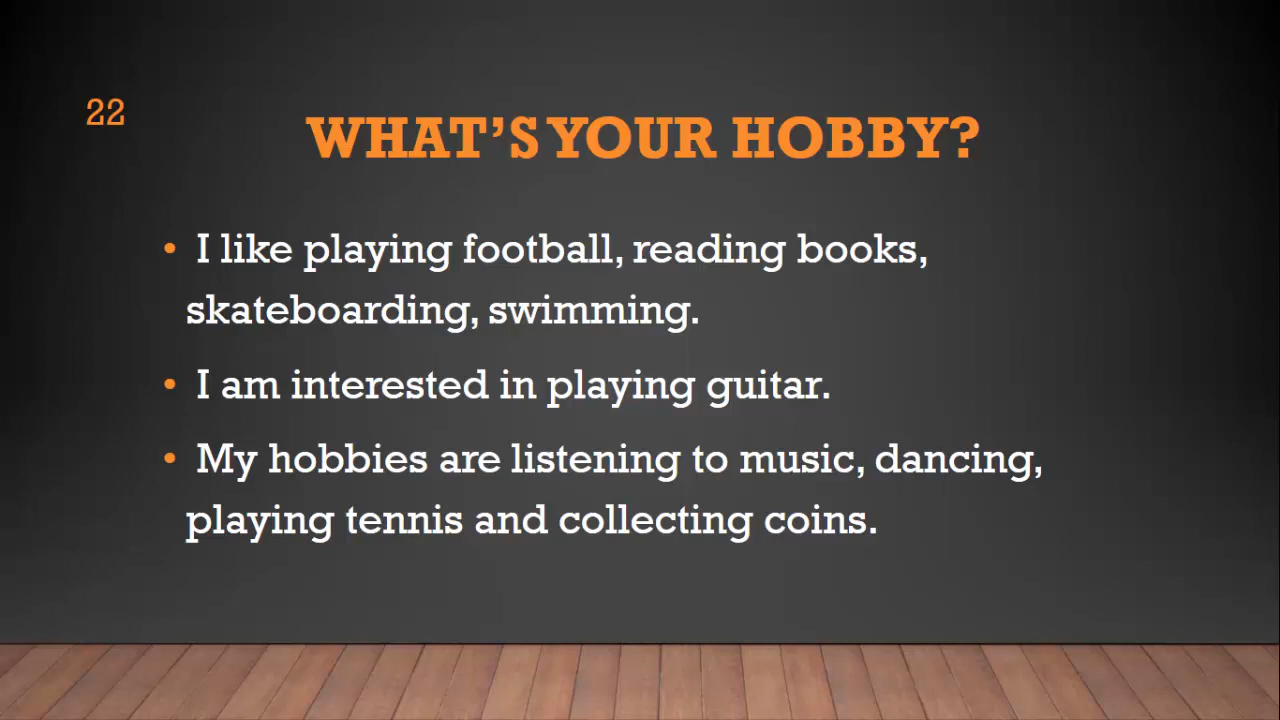 22
WHAT’S YOUR HOBBY?
• I like playing football, reading books,
skateboarding, swimming.
• I am interested in playing guitar.
• My hobbies are listening to music, dancing,
playing tennis and collecting coins.